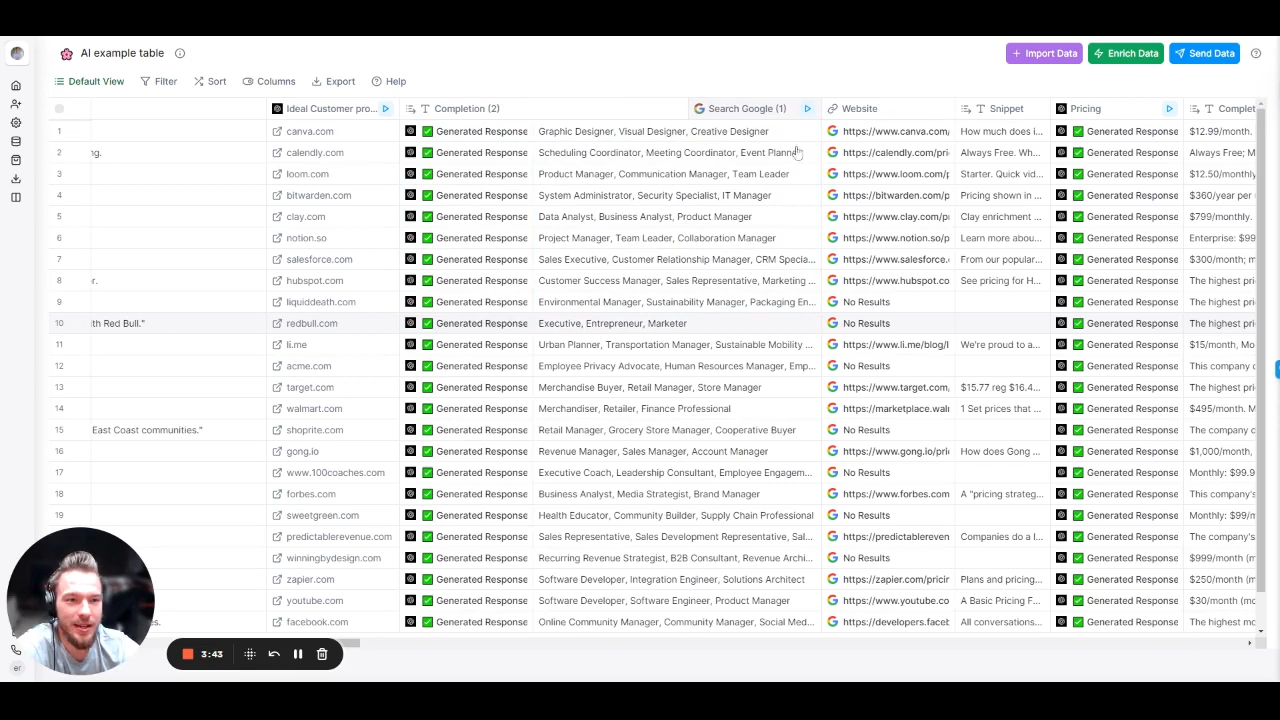 AI example table
Import Data Enrich Data Send Data
Default View Filter Sort Columns Export Help
Ideal Customer pro... Completion (2) Search Google (1) Website Snippet Pricing Complet
1 canva.com Generated Response Graphic Designer, Visual Designer, Creative Designer https://www.canva.com/ How much does i... Generated Response $12.99/month.
2 ng. calendly.com Generated Response Scheduling Coordinator, Meeting Coordinator, Event Planne https://calendly.com/pri Always Free. Wh... Generated Response Always Free; M
3 loom.com Generated Response Product Manager, Communication Manager, Team Leader https://www.loom.com/p Starter. Quick vid... Generated Response $12.50/monthly
4 bitwarden.com Generated Response System Administrator, Security Specialist, IT Manager https://bitwarden.com/p Pricing shown in ... Generated Response $360/year per
5 clay.com Generated Response Data Analyst, Business Analyst, Product Manager https://www.clay.com/pr Clay enrichment ... Generated Response $799/monthly.
6 notion.so Generated Response Project Manager, Team Leader, Collaboration Manager https://www.notion.so/p Learn more abou... Generated Response Enterprise: $99
7 salesforce.com Generated Response Sales Executive, Customer Relationship Manager, CRM Specia... https://www.salesforce. From our popular... Generated Response $300/month; m
8 r. hubspot.com Generated Response Customer Success Manager, Sales Representative, Marketing ... https://www.hubspot.co See pricing for H... Generated Response The highest pri
9 liquiddeath.com Generated Response Environmental Manager, Sustainability Manager, Packaging En... No Results Generated Response The highest pri
10 ith Red Bull." redbull.com Generated Response Executive, Entrepreneur, Marketer No Results Generated Response The highest pri
11 li.me Generated Response Urban Planner, Transportation Manager, Sustainable Mobility ... https://www.li.me/blog/l We're proud to a... Generated Response $15/month, Mo
12 acme.com Generated Response Employee Privacy Advocate, Human Resources Manager, Emp... No Results Generated Response This company
13 target.com Generated Response Merchandise Buyer, Retail Manager, Store Manager https://www.target.com, $15.77 reg $16.4... Generated Response The highest pri
14 walmart.com Generated Response Merchandiser, Retailer, Finance Professional https://marketplace.wal 1 Set prices that ... Generated Response $495/month. M
15 East Coast communities." shoprite.com Generated Response Retail Manager, Grocery Store Manager, Cooperative Buyer No Results Generated Response The company
16 gong.io Generated Response Revenue Manager, Sales Manager, Account Manager https://www.gong.io/pri How does Gong ... Generated Response $1,000/month,
17 www.100coaches.com Generated Response Executive Coach, Leadership Consultant, Employee Engagem... No Results Generated Response Monthly: $99.9
18 forbes.com Generated Response Business Analyst, Media Strategist, Brand Manager https://www.forbes.com A "pricing strateg... Generated Response This company's
19 sweetgreen.com Generated Response Health Educator, Community Builder, Supply Chain Professional No Results Generated Response Monthly: $99/m
predictablerevenue.com Generated Response Sales Representative, Sales Development Representative, Sal... https://predictablereven Companies do a l... Generated Response The company's
winningbydesign.com Generated Response Recurring Revenue Strategist, B2B Consultant, Revenue Archi... No Results Generated Response $999/month (m
zapier.com Generated Response Software Developer, Integration Engineer, Solutions Architect https://zapier.com/pricin Plans and pricing... Generated Response $250/month (m
youtube.com Generated Response Software Developer, Software Engineer, Product Manager https://www.youtube.co A Basic Pricing F... Generated Response $30/month (mo
es. facebook.com Generated Response Online Community Manager, Community Manager, Social Med... https://developers.faceb All conversations... Generated Response The highest mo
3:43
er